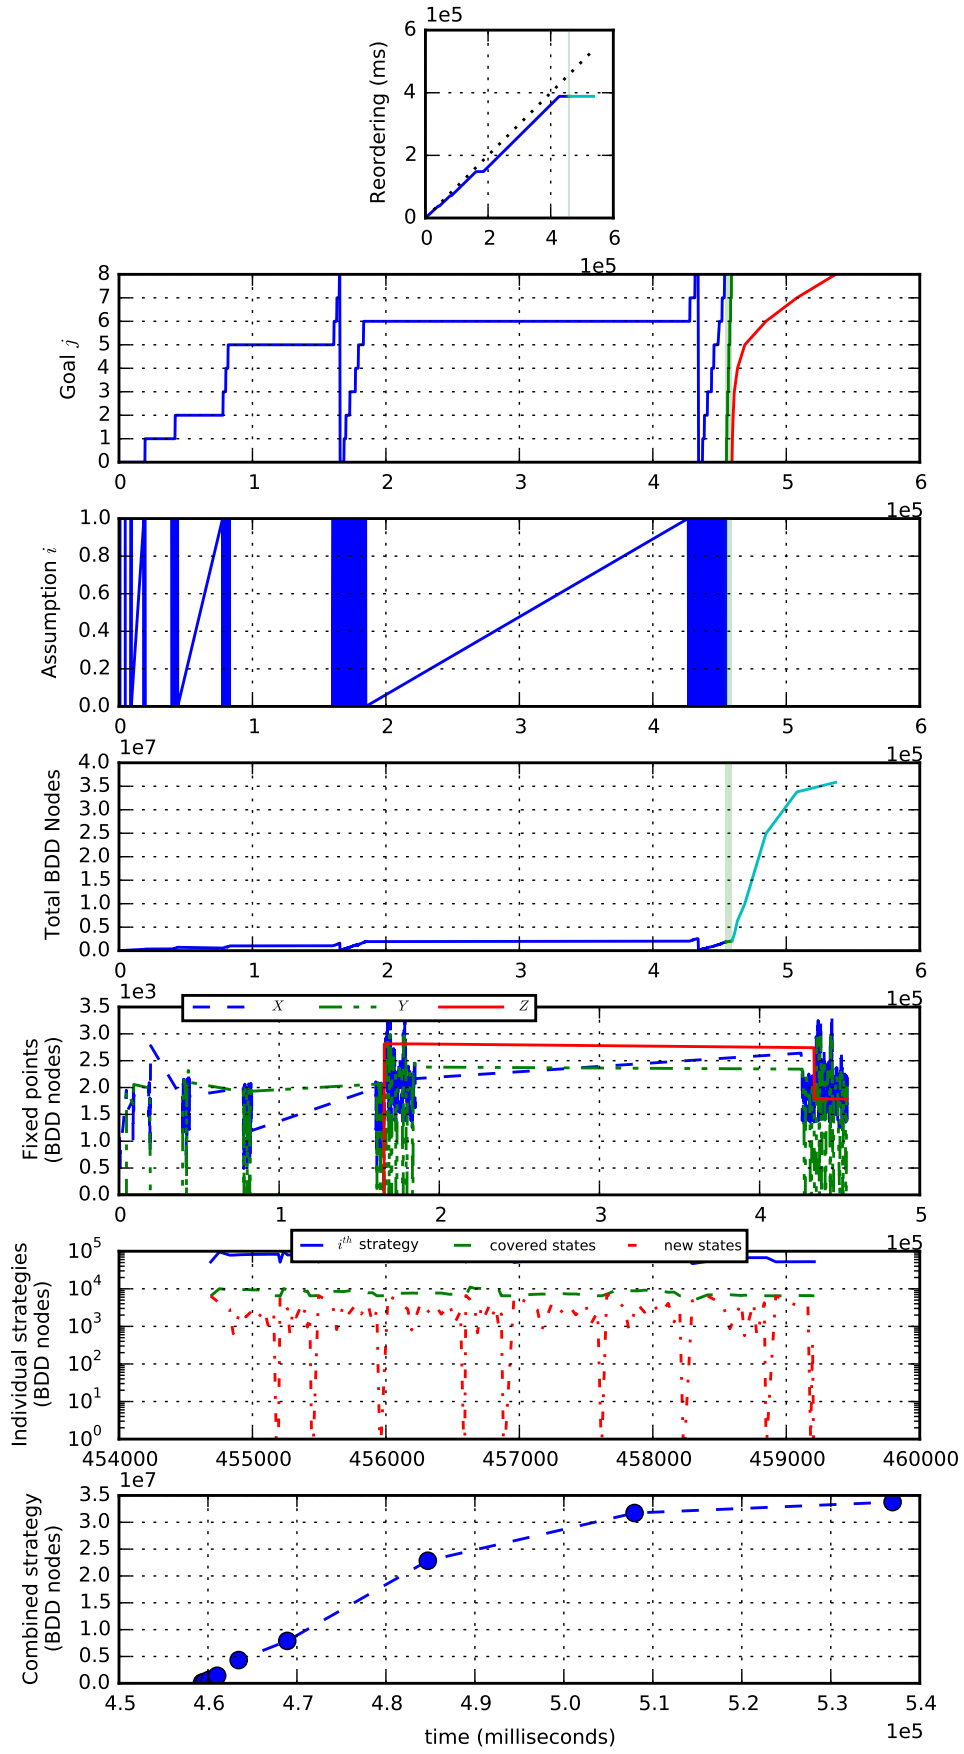 1e5
6
4
2
0
Reordering (ms)
0 2 4 6
1e5
8
7
6
5
4
3
2
1
0
Goal j
0 1 2 3 4 5 6
1e5
1.0
0.8
0.6
0.4
0.2
0.0
Assumption i
0 1 2 3 4 5 6
1e5
1e7
4.0
3.5
3.0
2.5
2.0
1.5
1.0
0.5
0.0
Total BDD Nodes
0 1 2 3 4 5 6
1e5
1e3
X Y Z
3.5
3.0
2.5
2.0
1.5
1.0
0.5
0.0
Fixed points
(BDD nodes)
0 1 2 3 4 5
1e5
i^th strategy covered states new states
10^5
10^4
10^3
10^2
10^1
10^0
Individual strategies
(BDD nodes)
454000 455000 456000 457000 458000 459000 460000
1e7
3.5
3.0
2.5
2.0
1.5
1.0
0.5
0.0
Combined strategy
(BDD nodes)
4.5 4.6 4.7 4.8 4.9 5.0 5.1 5.2 5.3 5.4
1e5
time (milliseconds)